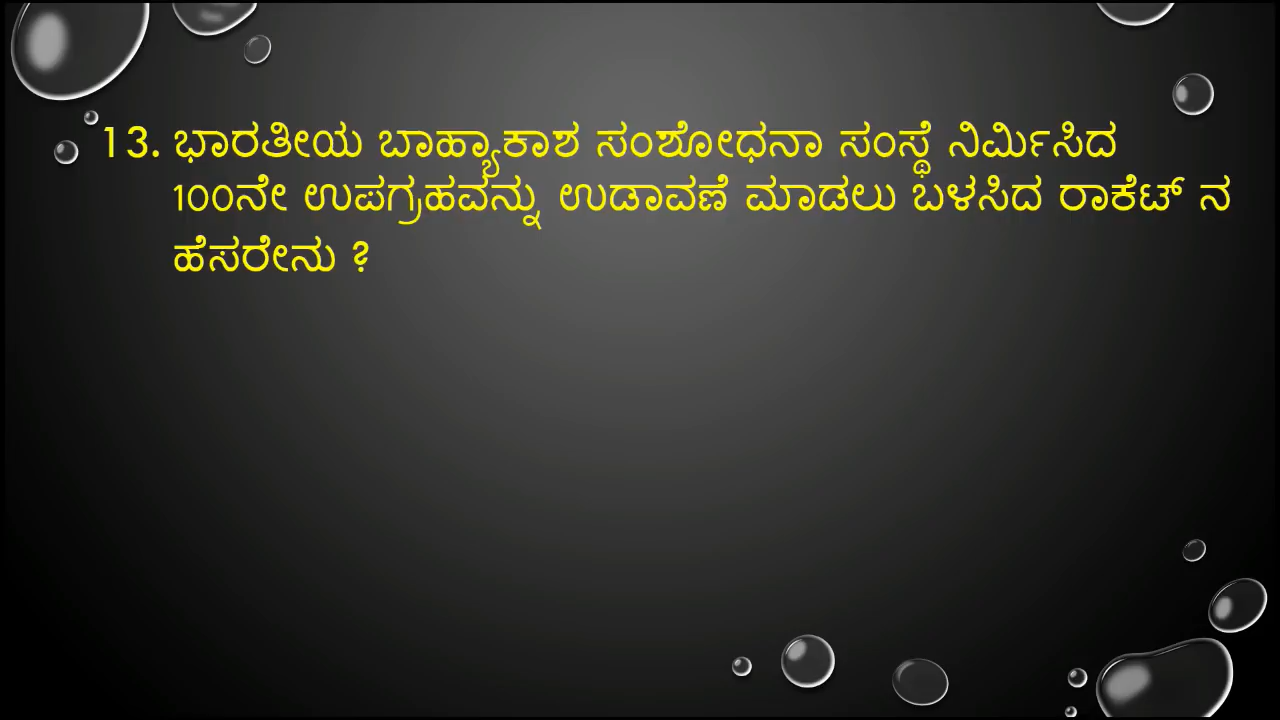 13. ಭಾರತೀಯ ಬಾಹ್ಯಾಕಾಶ ಸಂಶೋಧನಾ ಸಂಸ್ಥೆ ನಿರ್ಮಿಸಿದ
100ನೇ ಉಪಗ್ರಹವನ್ನು ಉಡಾವಣೆ ಮಾಡಲು ಬಳಸಿದ ರಾಕೆಟ್ ನ
ಹೆಸರೇನು ?